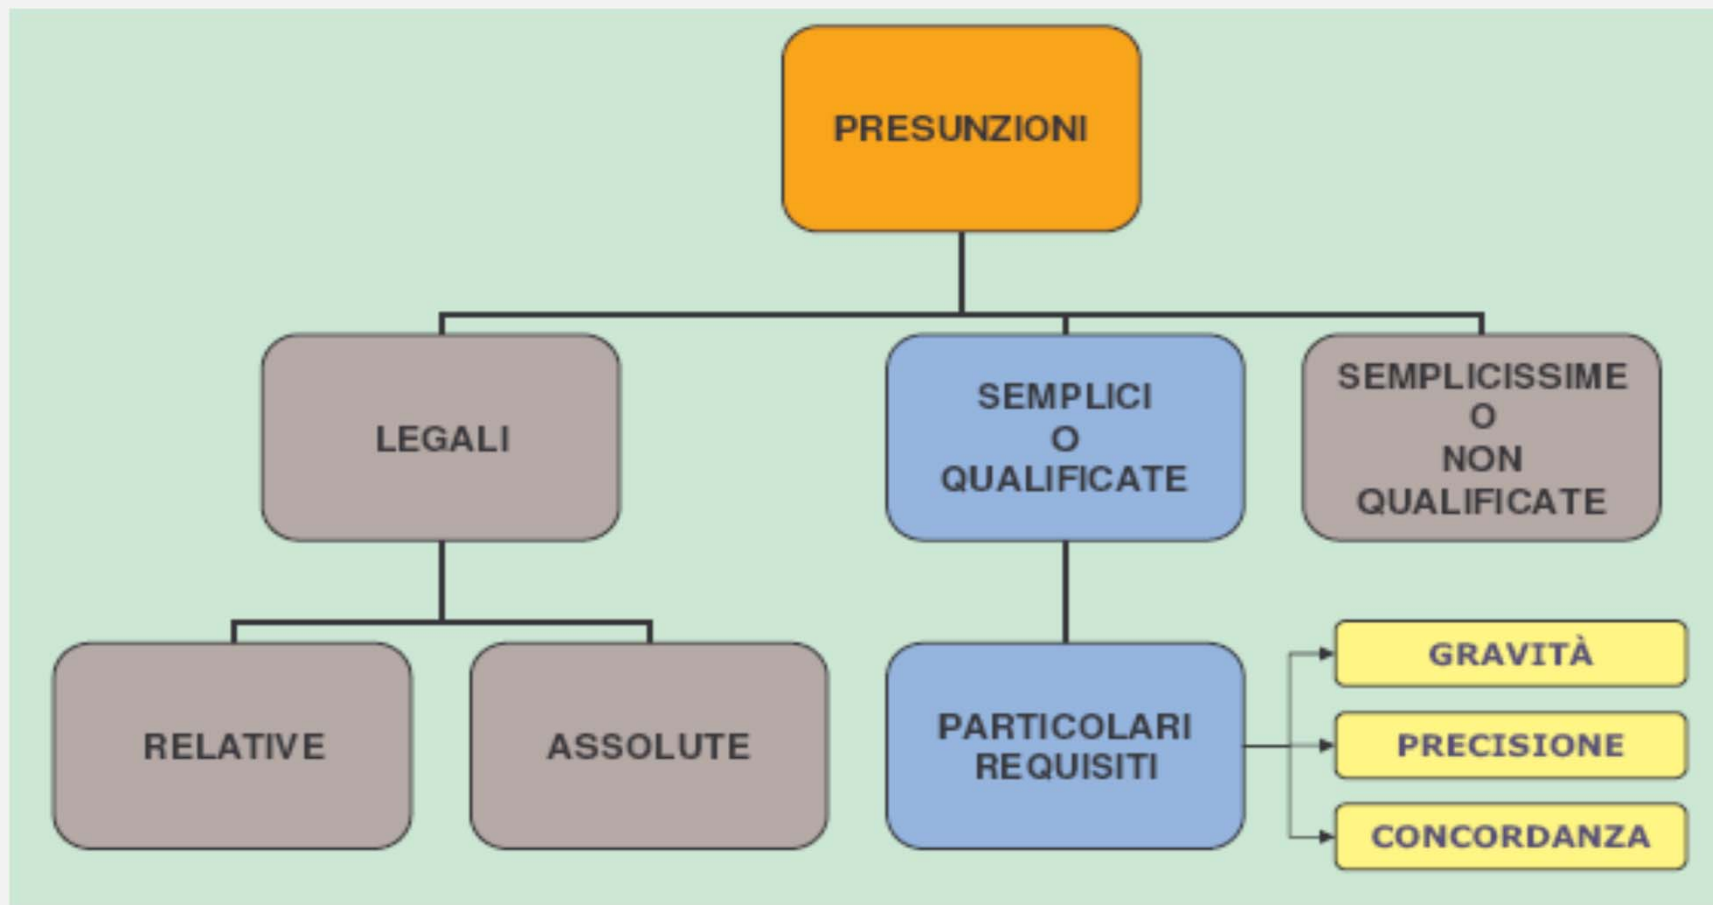 PRESUNZIONI
LEGALI
SEMPLICI
O
QUALIFICATE
SEMPLICISSIME
O
NON
QUALIFICATE
RELATIVE
ASSOLUTE
PARTICOLARI
REQUISITI
GRAVITÀ
PRECISIONE
CONCORDANZA